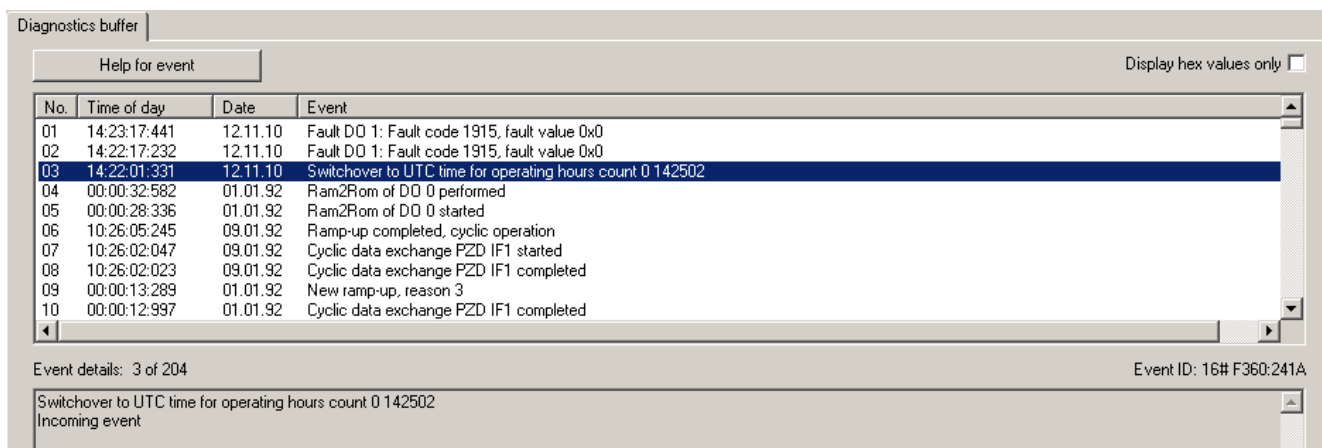 Diagnostics buffer
Help for event
Display hex values only
No. Time of day Date Event
01 14:23:17:441 12.11.10 Fault DO 1: Fault code 1915, fault value 0x0
02 14:22:17:232 12.11.10 Fault DO 1: Fault code 1915, fault value 0x0
03 14:22:01:331 12.11.10 Switchover to UTC time for operating hours count 0 142502
04 00:00:32:582 01.01.92 Ram2Rom of DO 0 performed
05 00:00:28:336 01.01.92 Ram2Rom of DO 0 started
06 10:26:05:245 09.01.92 Ramp-up completed, cyclic operation
07 10:26:02:047 09.01.92 Cyclic data exchange PZD IF1 started
08 10:26:02:023 09.01.92 Cyclic data exchange PZD IF1 completed
09 00:00:13:289 01.01.92 New ramp-up, reason 3
10 00:00:12:997 01.01.92 Cyclic data exchange PZD IF1 completed
Event details: 3 of 204
Event ID: 16# F360:241A
Switchover to UTC time for operating hours count 0 142502
Incoming event